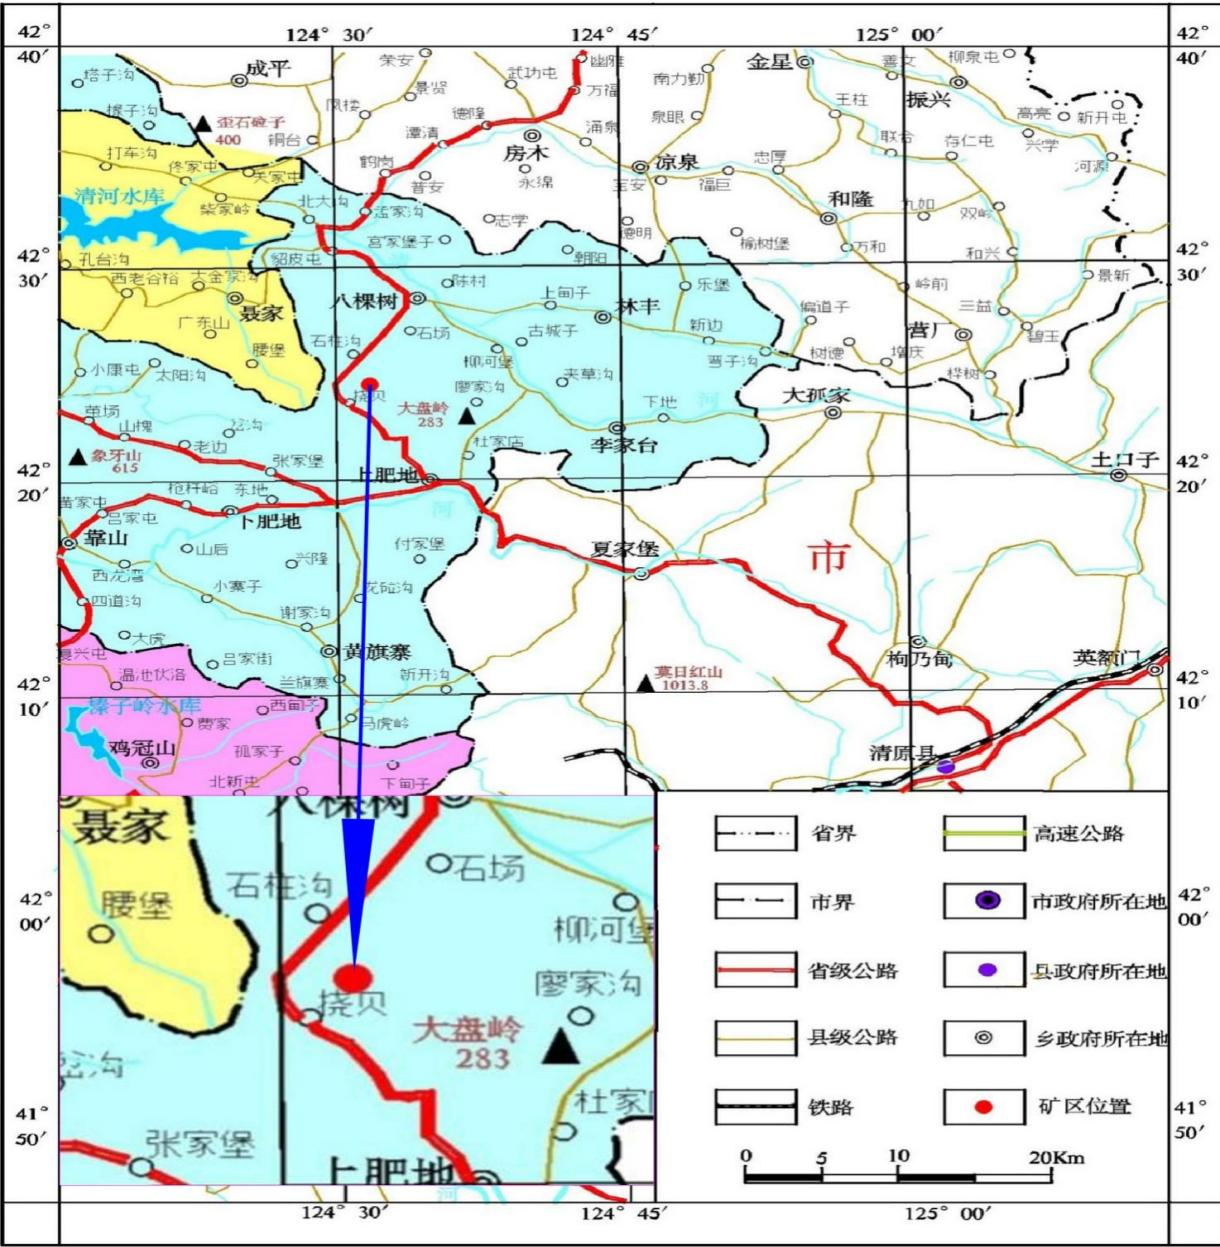 124° 30′
124° 45′
125° 00′
42°
40′
42°
40′
塔子沟
成平
荣安
景贤
武功屯
万福
南力勤
金星
善文
柳泉屯
振兴
猴子沟
歪石砬子
400
凤楼
德隆
泉眼
王柱
高亮
新开屯
打车沟
佟家屯
铜台
潭清
房木
涌泉
联合
存仁屯
兴学
河源
关家屯
鹤岗
凉泉
忠厚
清河水库
柴家岭
普安
永绵
福巨
北大沟
孟家沟
志学
德明
和隆
九如
双岭
宫家堡子
榆树堡
万和
和兴
42°
30′
孔台沟
貂皮屯
朝阳
42°
30′
西老谷裕
大金家沟
陈村
乐堡
岭前
景新
聂家
八棵树
上甸子
林丰
编道子
三益
广东山
石柱沟
石场
古城子
新边
营厂
碧玉
腰堡
柳河堡
弯子沟
树德
增庆
小康屯
太阳沟
夹草沟
桦树
挠贝
大盘岭
283
廖家沟
下地
河
大孤家
山槐
老边
象牙山
615
张家堡
杜家店
李家台
土口子
42°
20′
上肥地
42°
20′
枪杆峪
东地
黄家屯
吕家屯
下肥地
河
靠山
山后
兴隆
付家堡
夏家堡
市
西龙湾
小寨子
四道沟
谢家沟
大虎
黄旗寨
枸乃甸
英额门
复兴屯
吕家街
温池伏洛
兰旗寨
新开沟
莫日红山
1013.8
42°
10′
42°
10′
榛子岭水库
西甸子
费家
马虎岭
鸡冠山
孤家子
清原县
北新屯
下甸子
聂家
八棵树
石场
腰堡
石柱沟
柳河堡
廖家沟
挠贝
大盘岭
283
杜家
张家堡
上肥地
河
42°
00′
42°
00′
41°
50′
41°
50′
省界
高速公路
市界
市政府所在地
省级公路
县政府所在地
县级公路
乡政府所在地
铁路
矿区位置
0 5 10 20Km
124° 30′
124° 45′
125° 00′